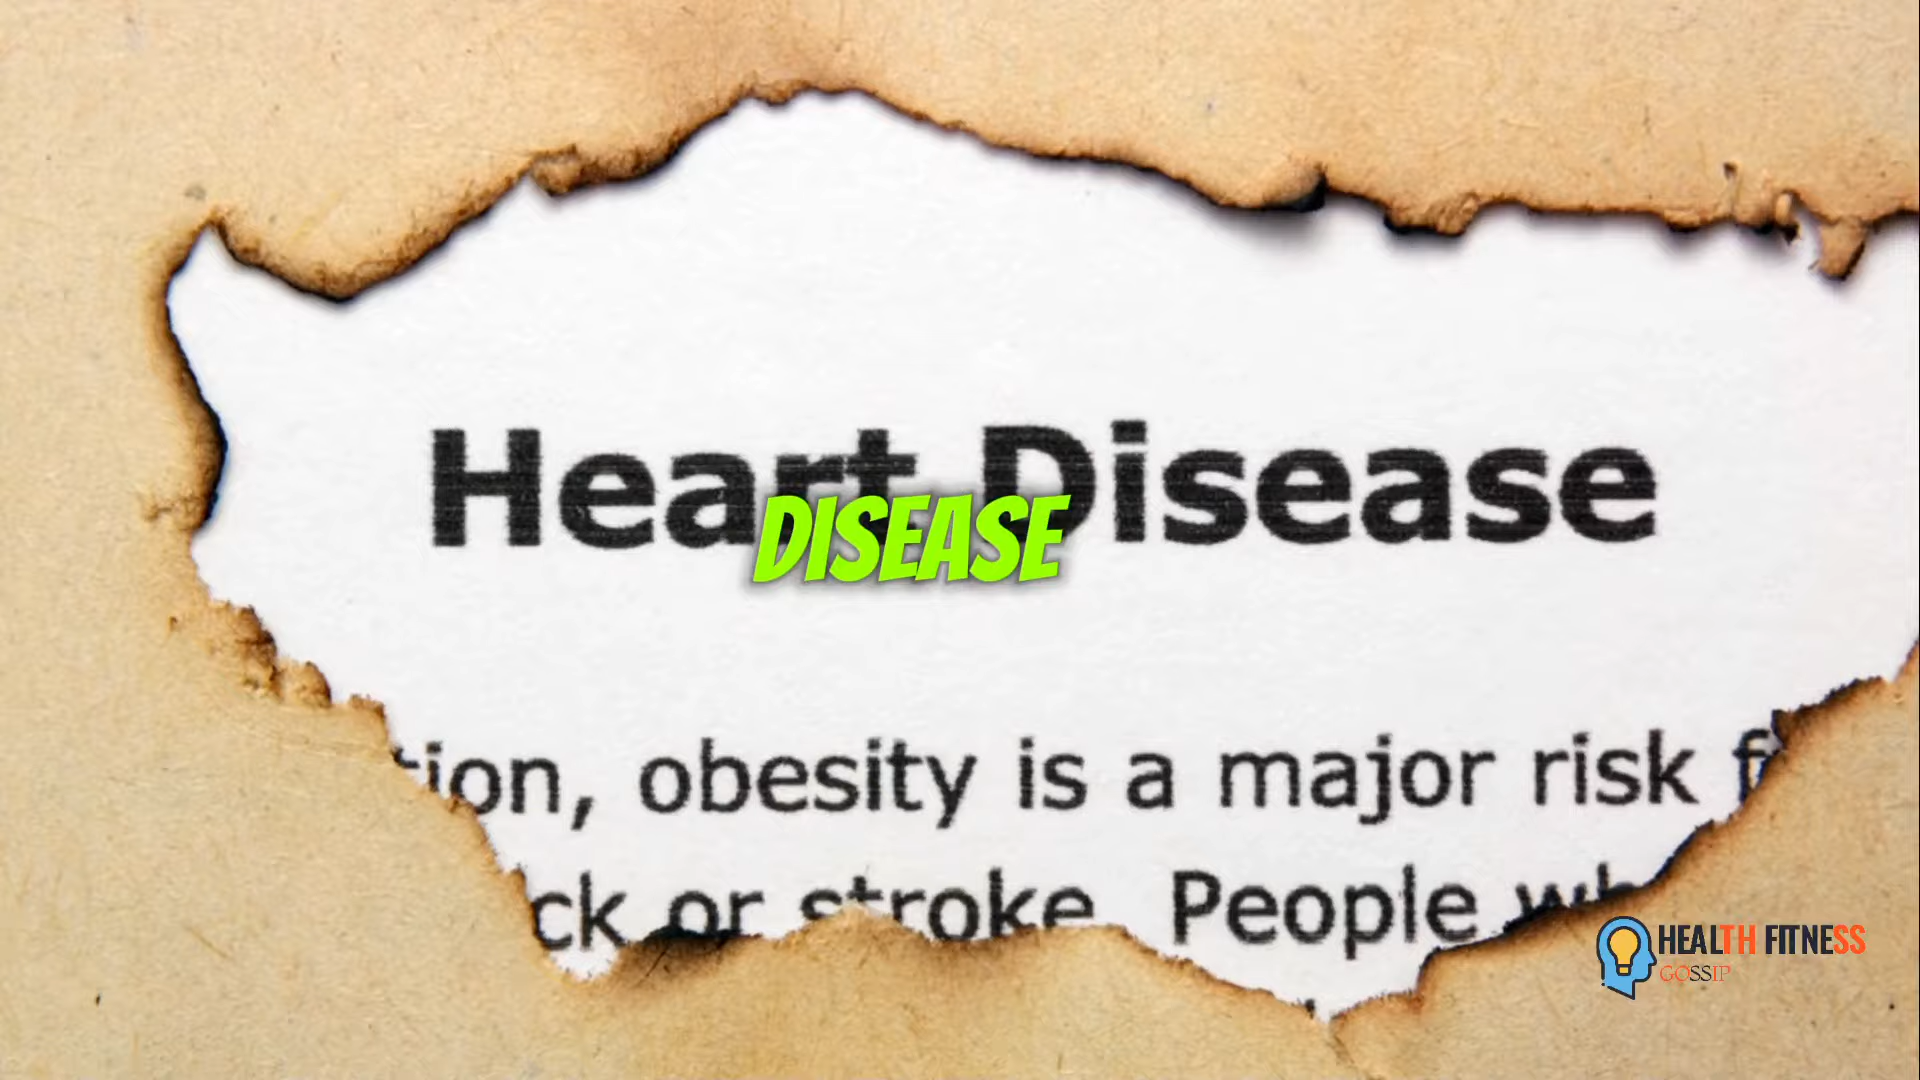 Heart Disease
DISEASE
obesity is a major risk
or stroke. People
HEALTH FITNESS
GOSSIP